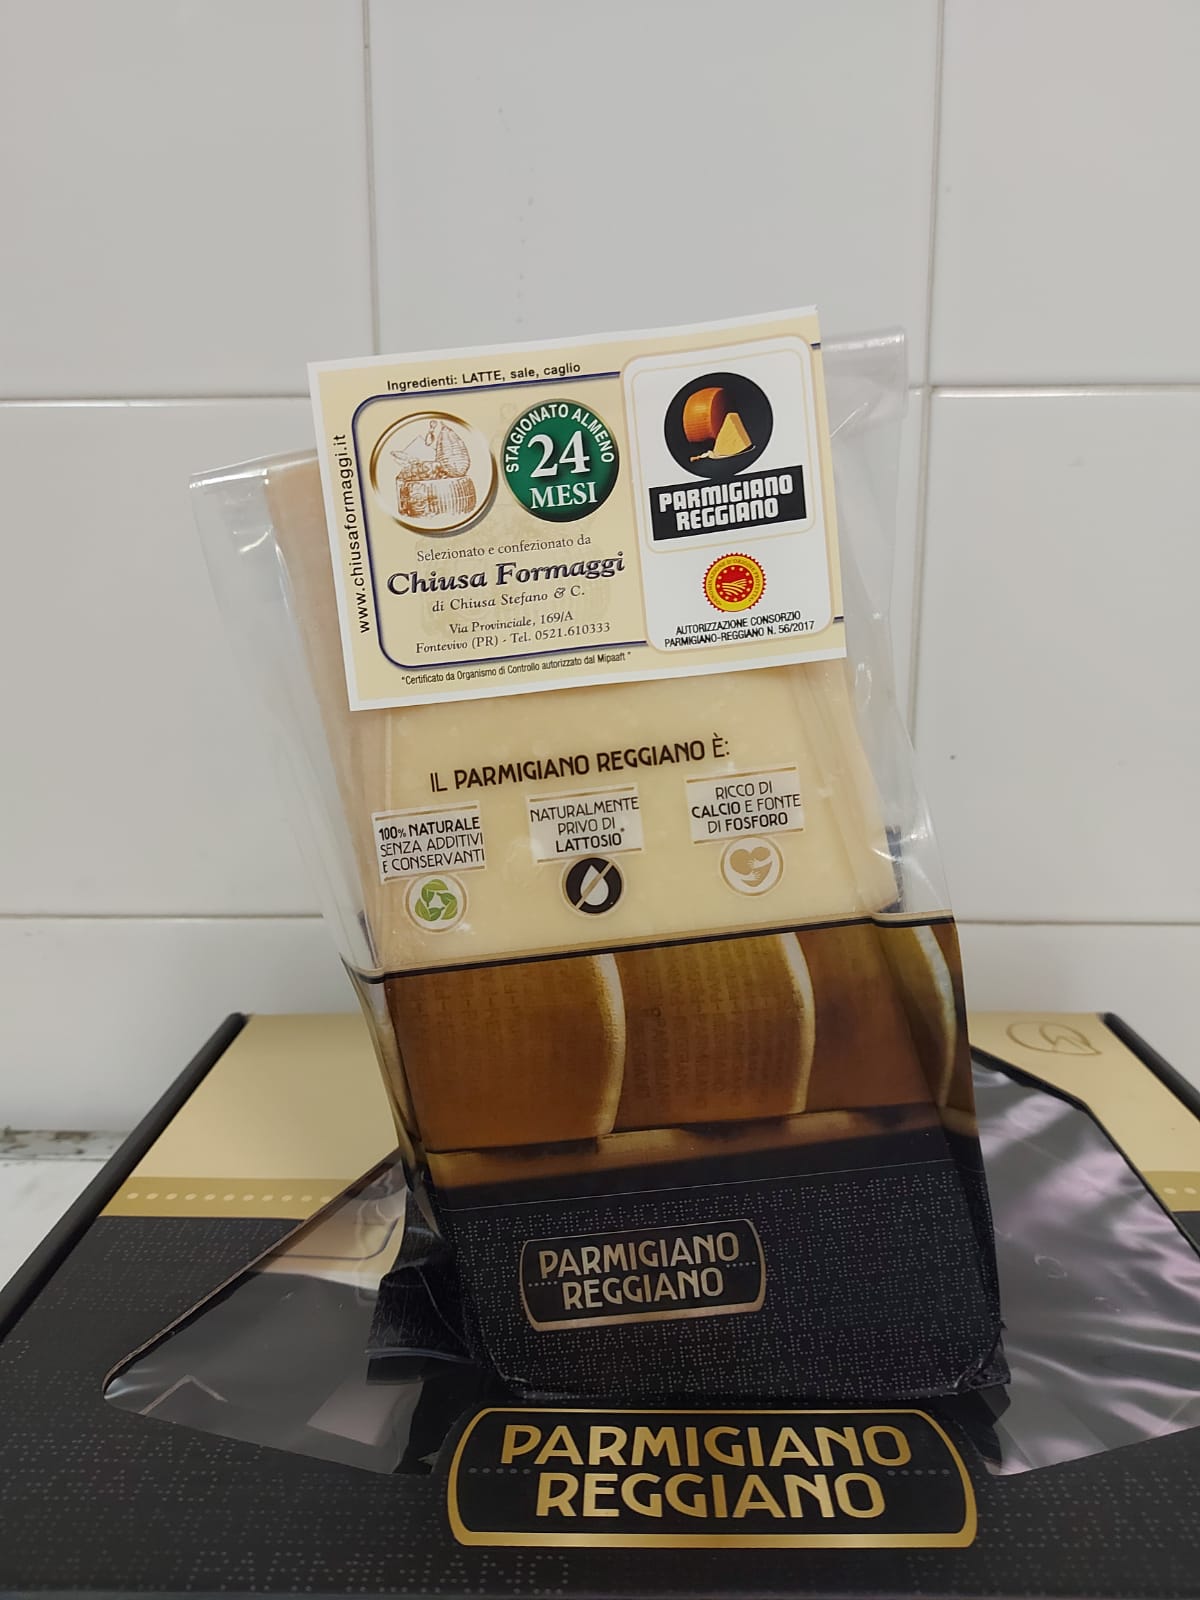 Ingredienti: LATTE, sale, caglio
www.chiusaformaggi.it
STAGIONATO ALMENO
24
MESI
Selezionato e confezionato da
Chiusa Formaggi
di Chiusa Stefano & C.
Via Provinciale, 169/A
Fontevivo (PR) - Tel. 0521.610333
"Certificato da Organismo di Controllo autorizzato dal Mipaaft"
PARMIGIANO
REGGIANO
DENOMINAZIONE D'ORIGINE PROTETTA
AUTORIZZAZIONE CONSORZIO
PARMIGIANO-REGGIANO N. 56/2017
IL PARMIGIANO REGGIANO È:
100% NATURALE
SENZA ADDITIVI
E CONSERVANTI
NATURALMENTE
PRIVO DI
LATTOSIO*
RICCO DI
CALCIO E FONTE
DI FOSFORO
PARMIGIANO
REGGIANO
PARMIGIANO
REGGIANO